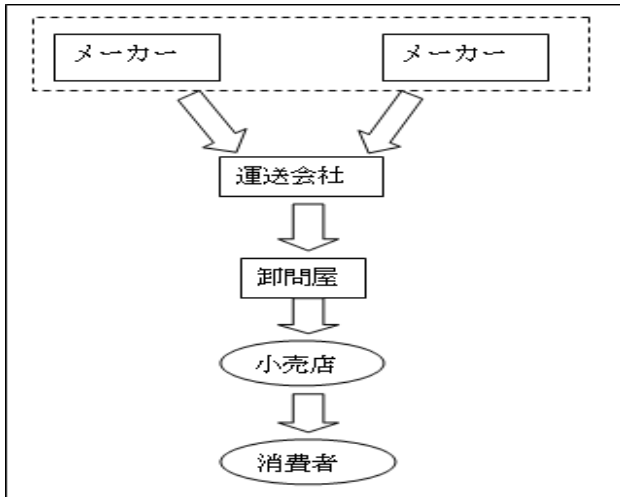 メーカー メーカー
運送会社
卸問屋
小売店
消費者